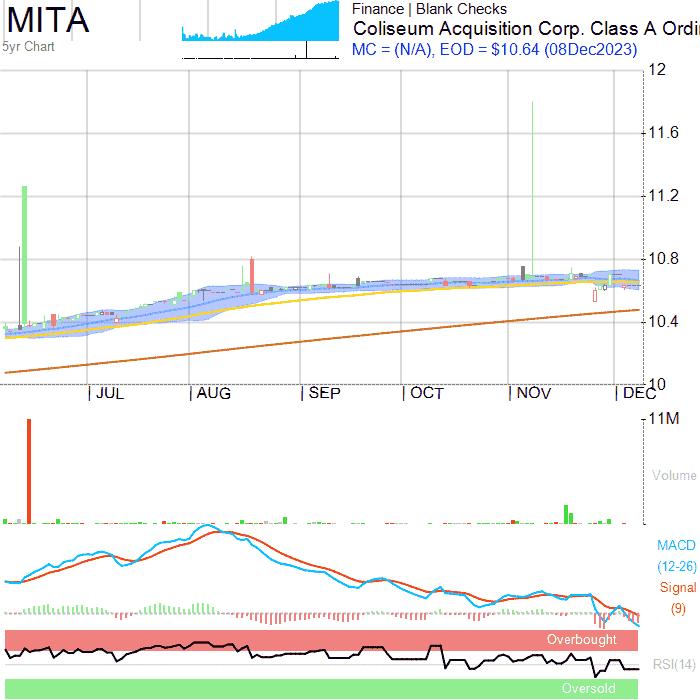 MITA
5yr Chart
Finance | Blank Checks
Coliseum Acquisition Corp. Class A Ordi
MC = (N/A), EOD = $10.64 (08Dec2023)
12
11.6
11.2
10.8
10.4
10
| JUL | AUG | SEP | OCT | NOV | DEC
11M
Volume
MACD
(12-26)
Signal
(9)
Overbought
RSI(14)
Oversold